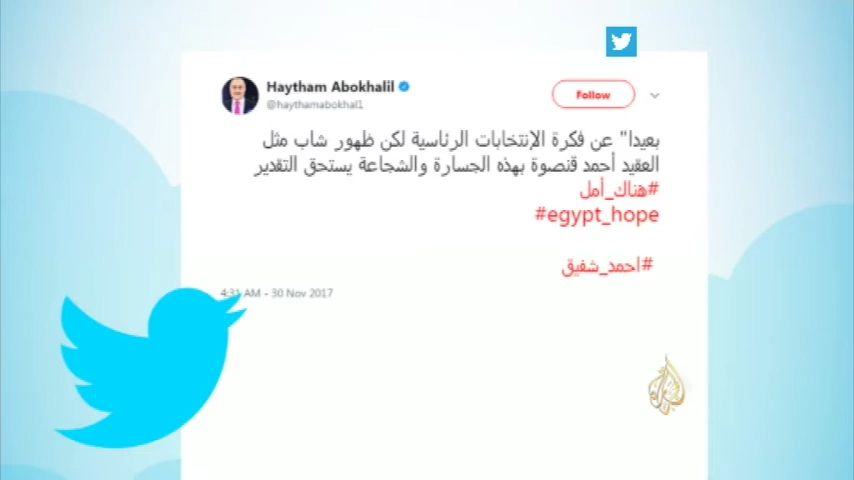 Haytham Abokhalil
@haythamabokhal1
Follow
بعيدا" عن فكرة الإنتخابات الرئاسية لكن ظهور شاب مثل
العقيد أحمد قنصوة بهذه الجسارة والشجاعة يستحق التقدير
#هناك_أمل
#egypt_hope
#احمد_شفيق
4:31 AM - 30 Nov 2017